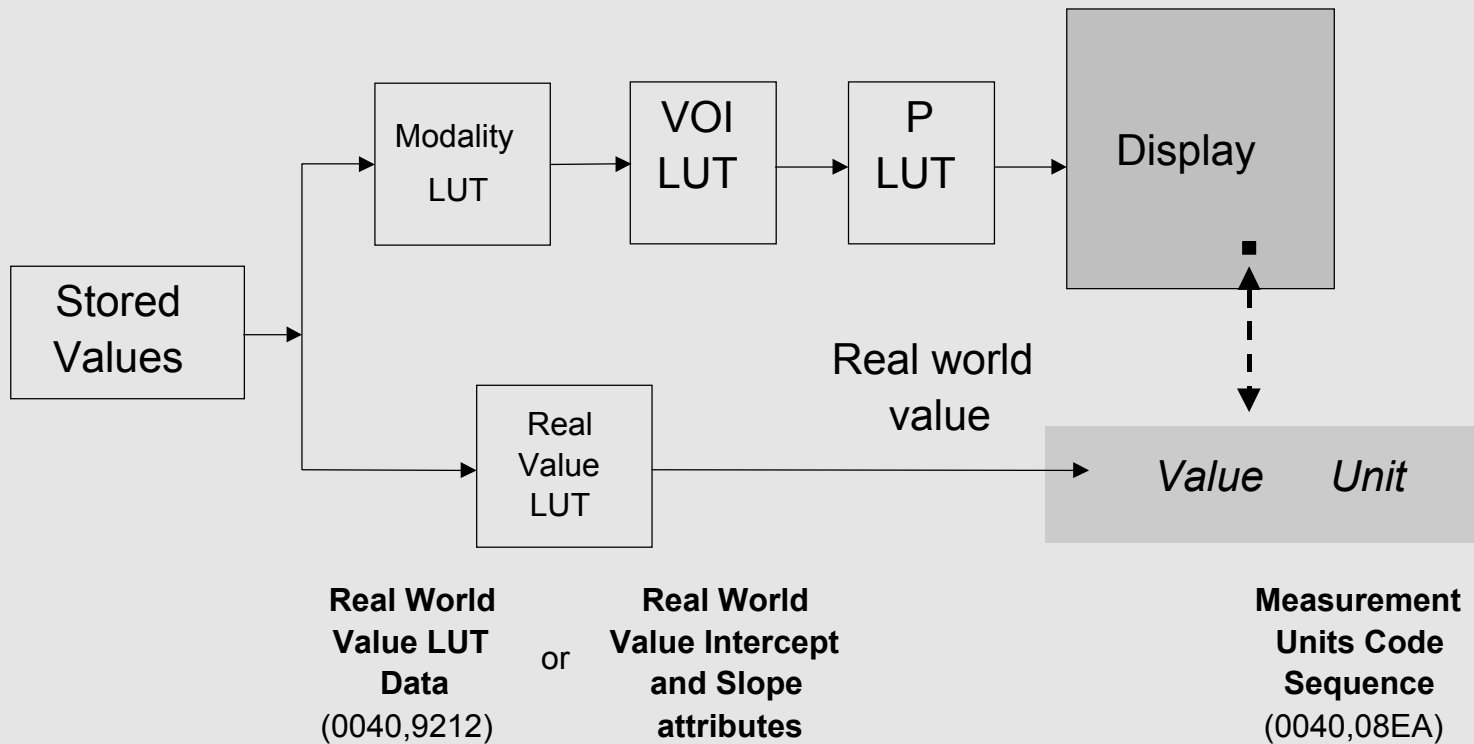 Modality
LUT
VOI
LUT
P
LUT
Display
Stored
Values
Real
Value
LUT
Real world
value
Value Unit
Real World
Value LUT
Data
(0040,9212)
or
Real World
Value Intercept
and Slope
attributes
Measurement
Units Code
Sequence
(0040,08EA)